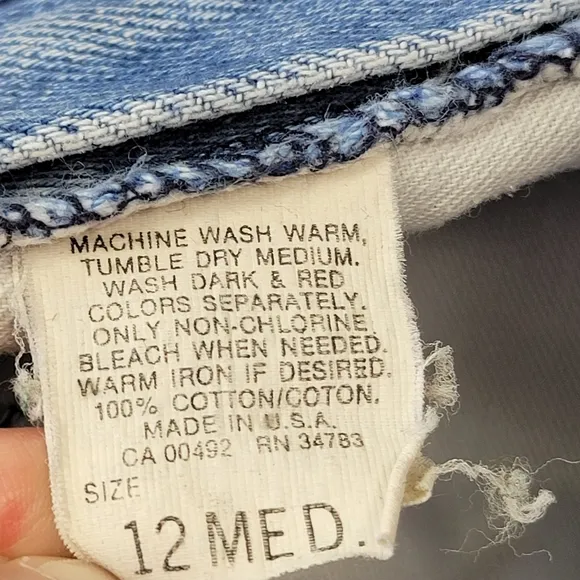 MACHINE WASH WARM,
TUMBLE DRY MEDIUM.
WASH DARK & RED
COLORS SEPARATELY.
ONLY NON-CHLORINE
BLEACH WHEN NEEDED.
WARM IRON IF DESIRED.
100% COTTON/COTON.
MADE IN U.S.A.
CA 00492 RN 34783
SIZE
12 MED.